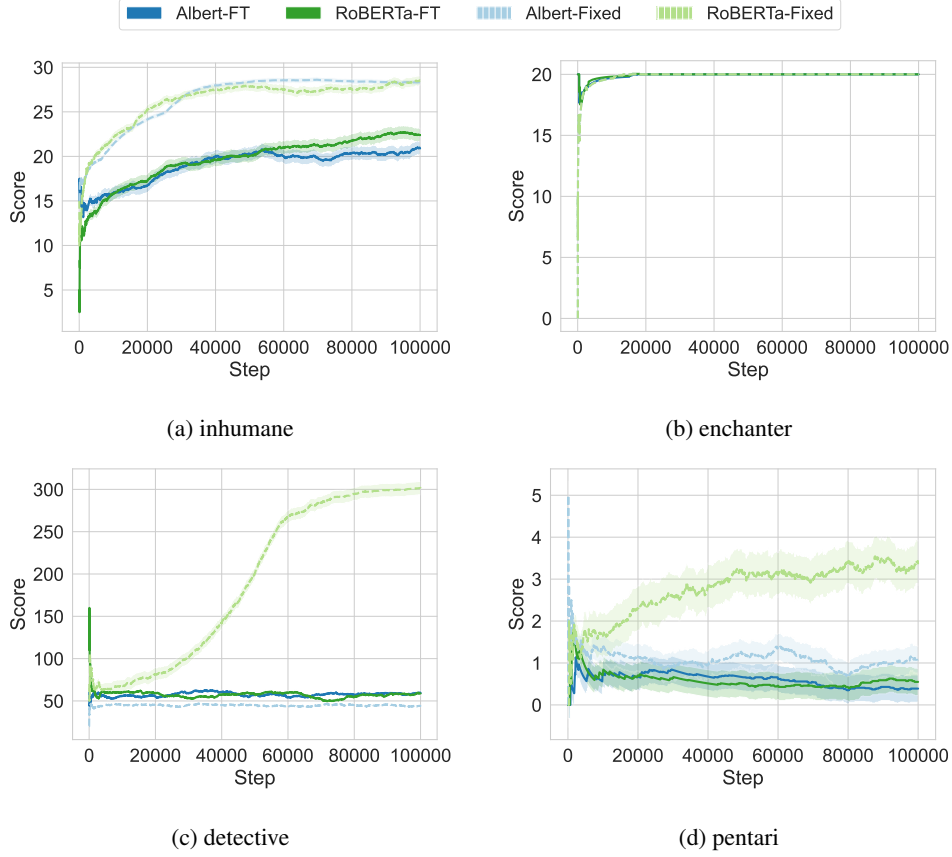 Albert-FT RoBERTa-FT Albert-Fixed RoBERTa-Fixed
30
25
20
15
10
5
Score
0 20000 40000 60000 80000 100000
Step
(a) inhumane
20
15
10
5
0
Score
0 20000 40000 60000 80000 100000
Step
(b) enchanter
300
250
200
150
100
50
Score
0 20000 40000 60000 80000 100000
Step
(c) detective
5
4
3
2
1
0
Score
0 20000 40000 60000 80000 100000
Step
(d) pentari